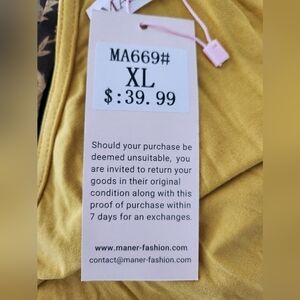 MA669#
XL
$:39.99
Should your purchase be
deemed unsuitable, you
are invited to return your
goods in their original
condition along with this
proof of purchase within
7 days for an exchanges.
www.maner-fashion.com
contact@maner-fashion.com